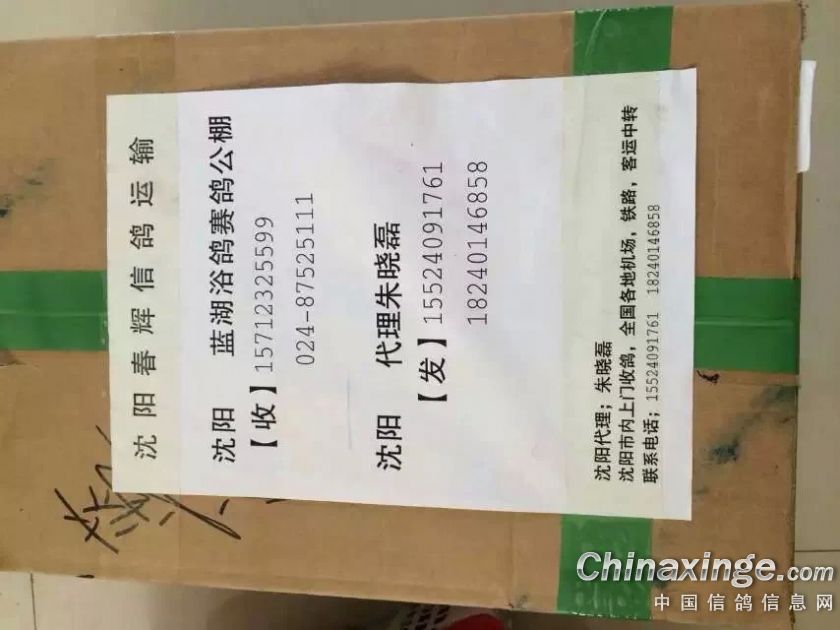 沈阳春辉信鸽运输
沈阳 蓝湖浴鸽赛鸽公棚
【收】15712325599
024-87525111
沈阳 代理朱晓磊
【发】15524091761
18240146858
沈阳代理；朱晓磊
沈阳市内上门收鸽，全国各地机场，铁路，客运中转
联系电话；15524091761 18240146858
Chinaxinge.com
中国信鸽信息网